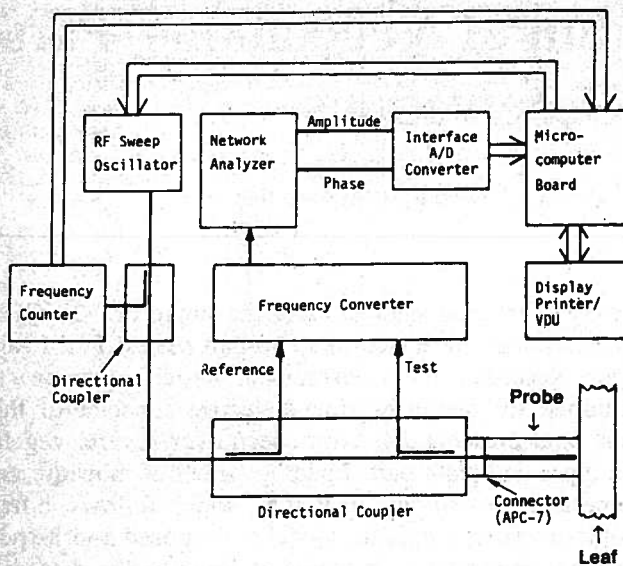 RF Sweep
Oscillator
Network
Analyzer
Amplitude
Phase
Interface
A/D
Converter
Micro-
computer
Board
Frequency
Counter
Directional
Coupler
Frequency Converter
Display
Printer/
VDU
Reference
Test
Probe
Directional Coupler
Connector
(APC-7)
Leaf